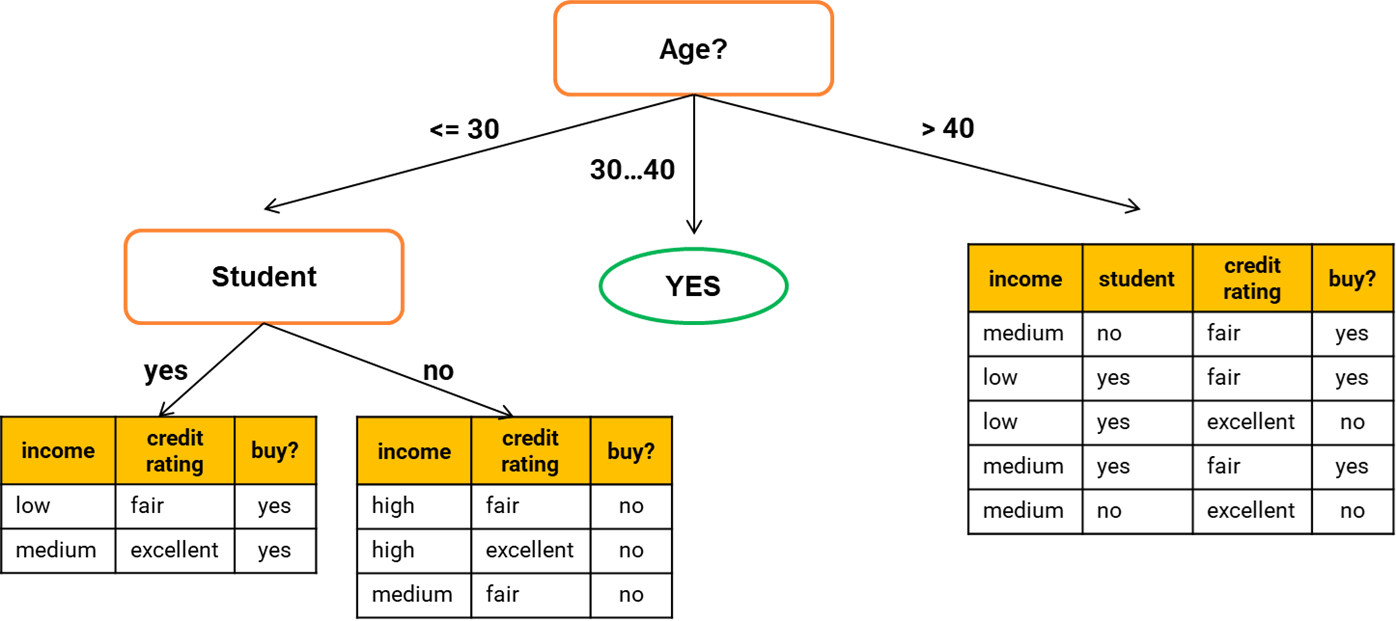 Age?
<= 30
30...40
> 40
Student
YES
yes
no
income credit rating buy?
low fair yes
medium excellent yes
income credit rating buy?
high fair no
high excellent no
medium fair no
income student credit rating buy?
medium no fair yes
low yes fair yes
low yes excellent no
medium yes fair yes
medium no excellent no